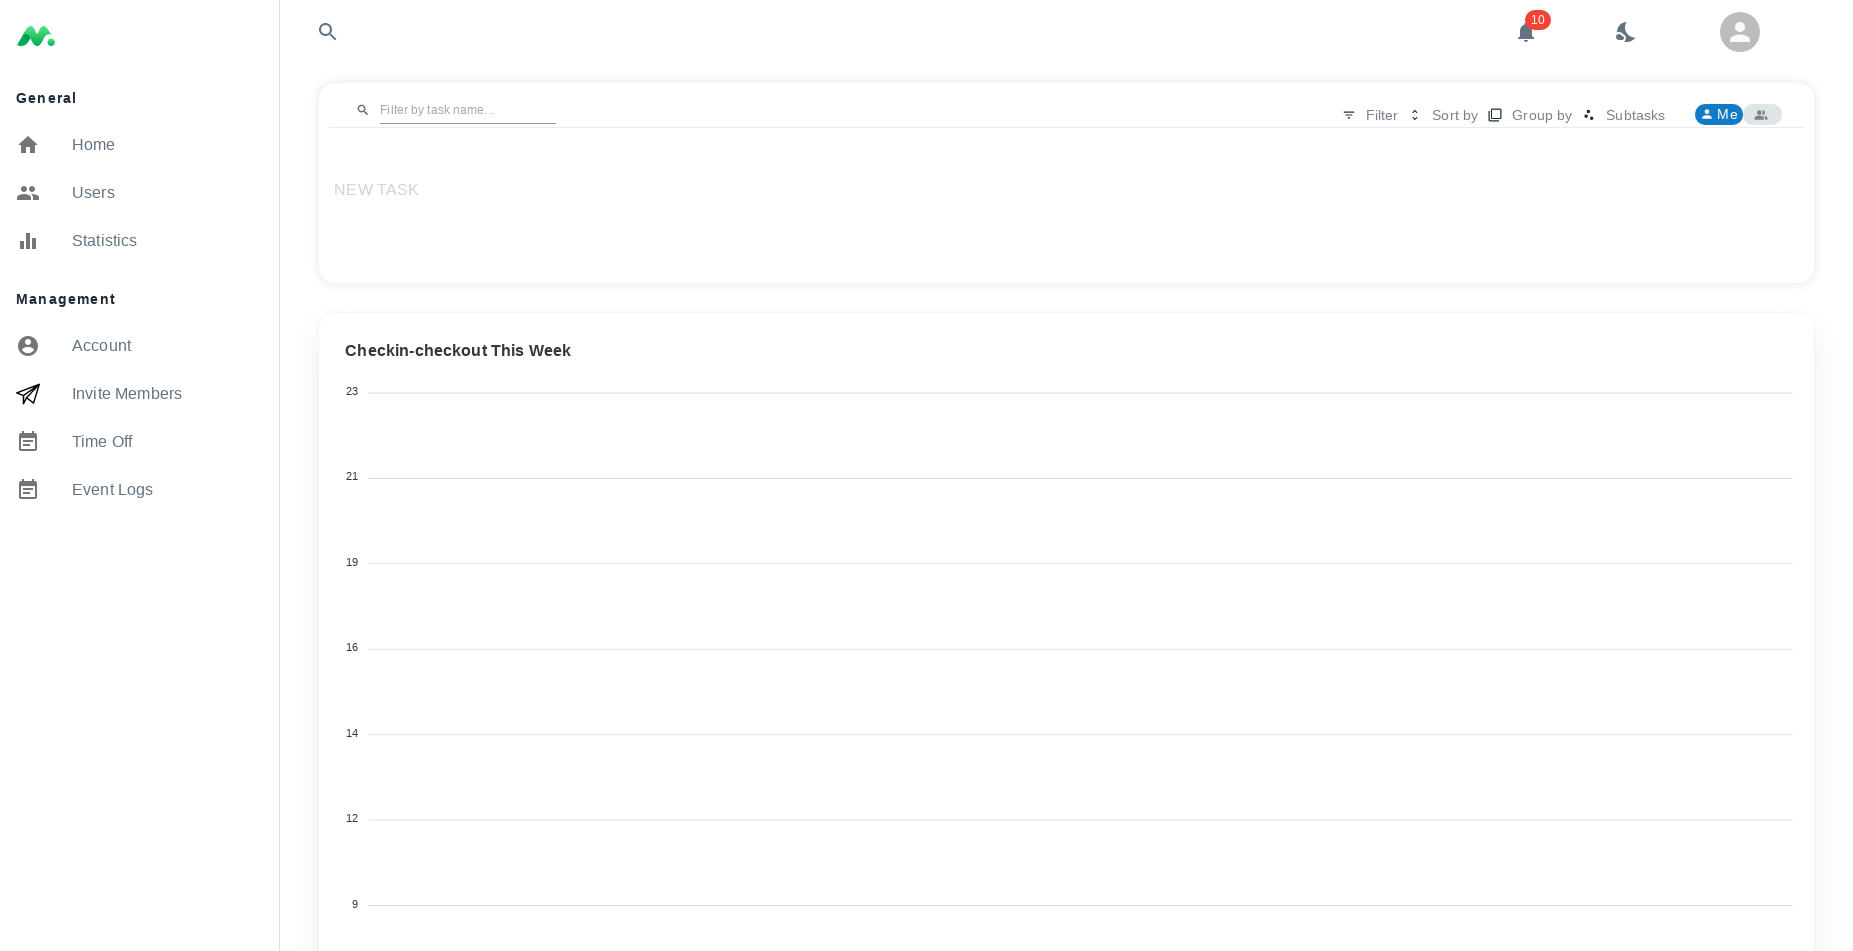 10
General
Home
Users
Statistics
Management
Account
Invite Members
Time Off
Event Logs
Filter by task name...
Filter Sort by Group by Subtasks Me
NEW TASK
Checkin-checkout This Week
23
21
19
16
14
12
9